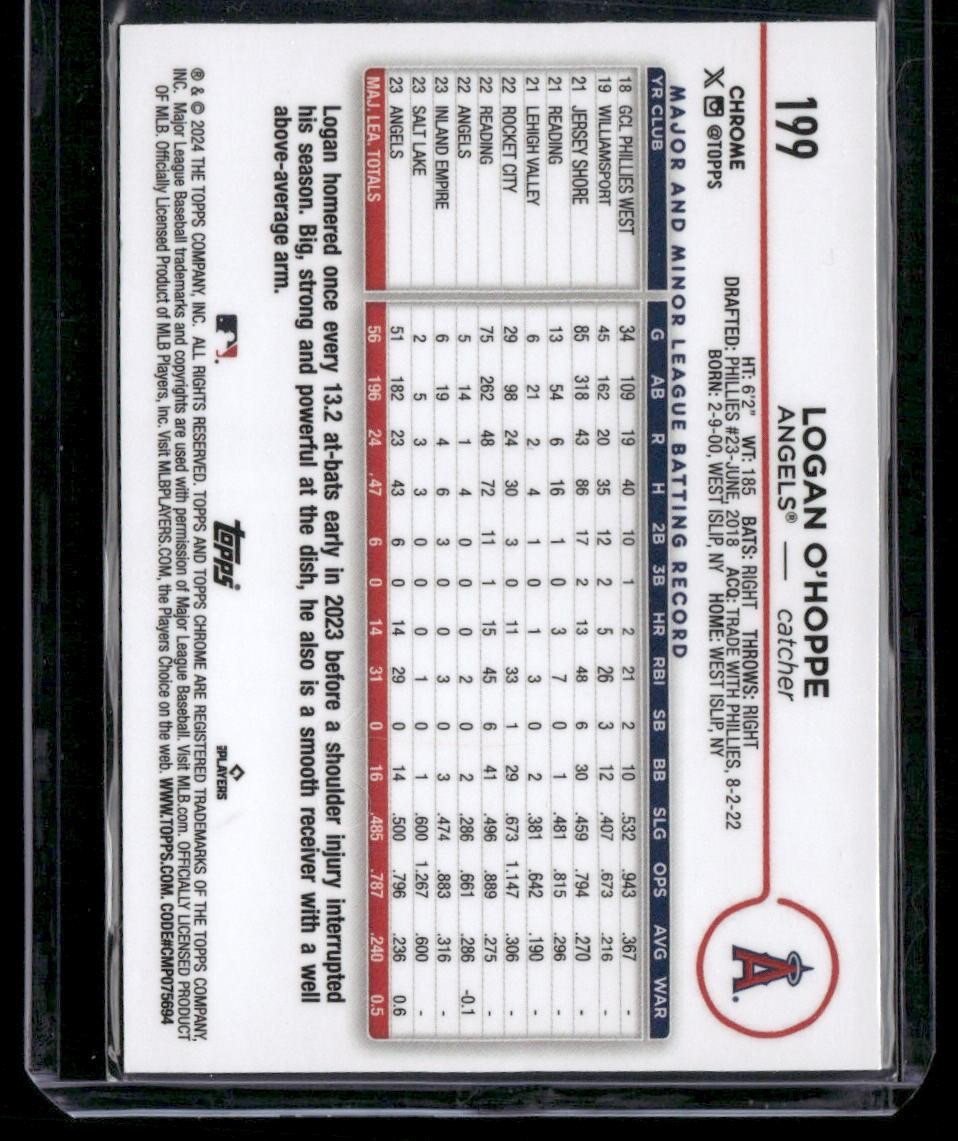 199
LOGAN O'HOPPE
ANGELS® — catcher
CHROME
@TOPPS
HT: 6'2" WT: 185 BATS: RIGHT THROWS: RIGHT
DRAFTED: PHILLIES #23-JUNE, 2018 ACQ: TRADE WITH PHILLIES, 8-2-22
BORN: 2-9-00, WEST ISLIP, NY HOME: WEST ISLIP, NY
A
MAJOR AND MINOR LEAGUE BATTING RECORD
YR CLUB G AB R H 2B 3B HR RBI SB BB SLG OPS AVG WAR
18 GCL PHILLIES WEST 34 109 19 40 10 1 2 21 2 10 .532 .943 .367 -
19 WILLIAMSPORT 45 162 20 35 12 2 5 26 3 12 .407 .673 .216 -
21 JERSEY SHORE 85 318 43 86 17 2 13 48 6 30 .459 .794 .270 -
21 READING 13 54 6 16 1 0 3 7 0 1 .481 .815 .296 -
21 LEHIGH VALLEY 6 21 2 4 1 0 1 3 0 2 .381 .642 .190 -
22 ROCKET CITY 29 98 24 30 3 0 11 33 1 29 .673 1.147 .306 -
22 READING 75 262 48 72 11 1 15 45 6 41 .496 .889 .275 -
22 ANGELS 5 14 1 4 0 0 0 2 0 2 .286 .661 .286 -0.1
23 INLAND EMPIRE 6 19 4 6 3 0 0 3 0 3 .474 .883 .316 -
23 SALT LAKE 2 5 3 3 0 0 0 1 0 1 .600 1.267 .600 -
23 ANGELS 51 182 23 43 6 0 14 29 0 14 .500 .796 .236 0.6
MAJ. LEA. TOTALS 56 196 24 47 6 0 14 31 0 16 .485 .787 .240 0.5
Logan homered once every 13.2 at-bats early in 2023 before a shoulder injury interrupted
his season. Big, strong and powerful at the dish, he also is a smooth receiver with a well
above-average arm.
topps
PLAYERS
® & © 2024 THE TOPPS COMPANY, INC. ALL RIGHTS RESERVED. TOPPS AND TOPPS CHROME ARE REGISTERED TRADEMARKS OF THE TOPPS COMPANY,
INC. Major League Baseball trademarks and copyrights are used with permission of Major League Baseball. Visit MLB.com. OFFICIALLY LICENSED PRODUCT
OF MLB. Officially Licensed Product of MLB Players, Inc. Visit MLBPLAYERS.COM, the Players Choice on the web. WWW.TOPPS.COM. CODE#CMP075694